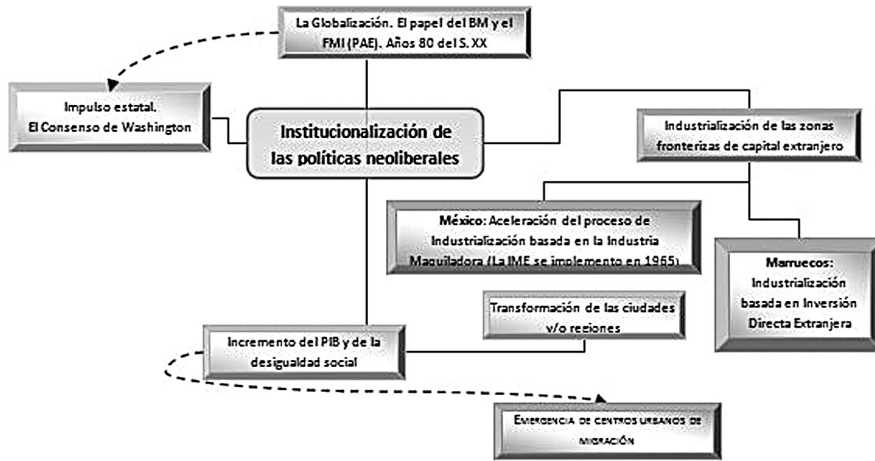 La Globalización. El papel del BM y el
FMI (PAE). Años 80 del S. XX
Impulso estatal.
El Consenso de Washington
Institucionalización de
las políticas neoliberales
Industrialización de las zonas
fronterizas de capital extranjero
México: Aceleración del proceso de
Industrialización basada en la Industria
Maquiladora (La IME se implemento en 1965)
Marruecos:
Industrialización
basada en Inversión
Directa Extranjera
Transformación de las ciudades
y/o regiones
Incremento del PIB y de la
desigualdad social
EMERGENCIA DE CENTROS URBANOS DE
MIGRACIÓN